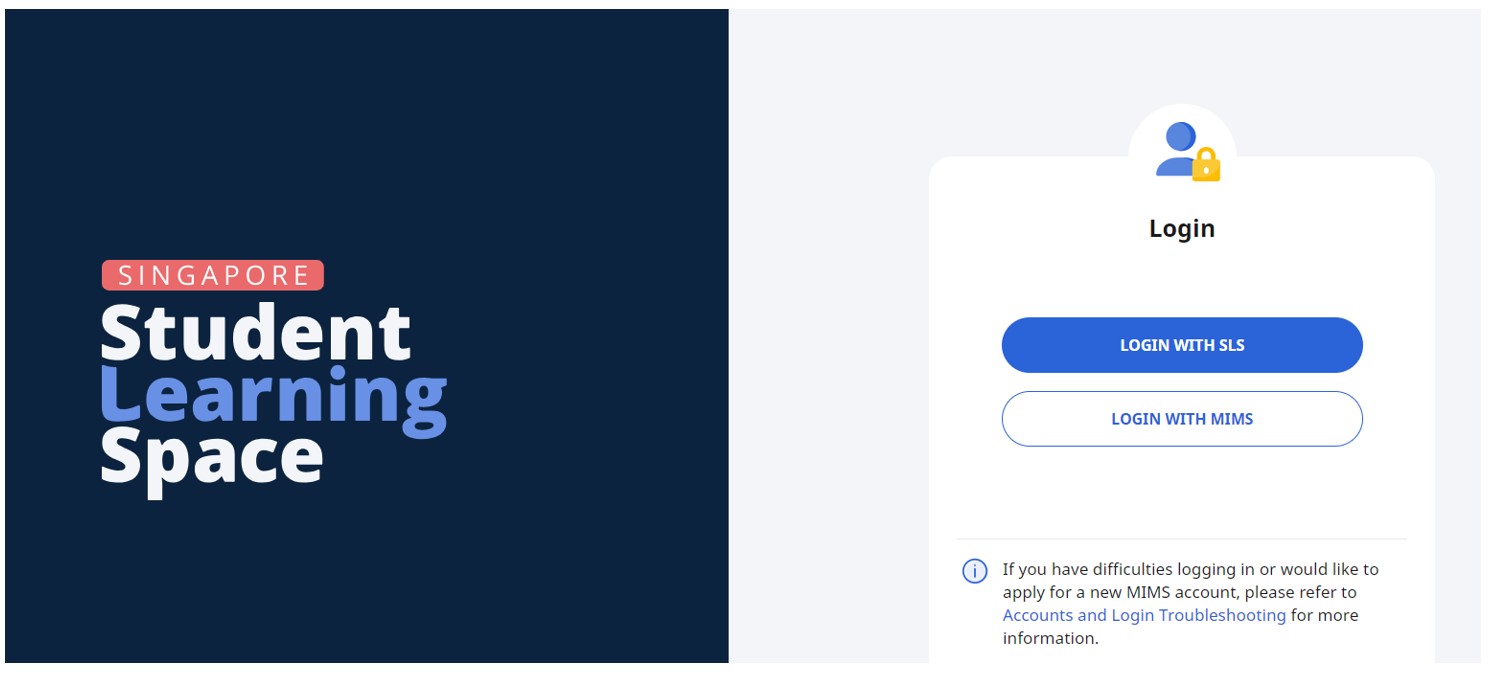 SINGAPORE
Student
Learning
Space
Login
LOGIN WITH SLS
LOGIN WITH MIMS
If you have difficulties logging in or would like to
apply for a new MIMS account, please refer to
Accounts and Login Troubleshooting for more
information.